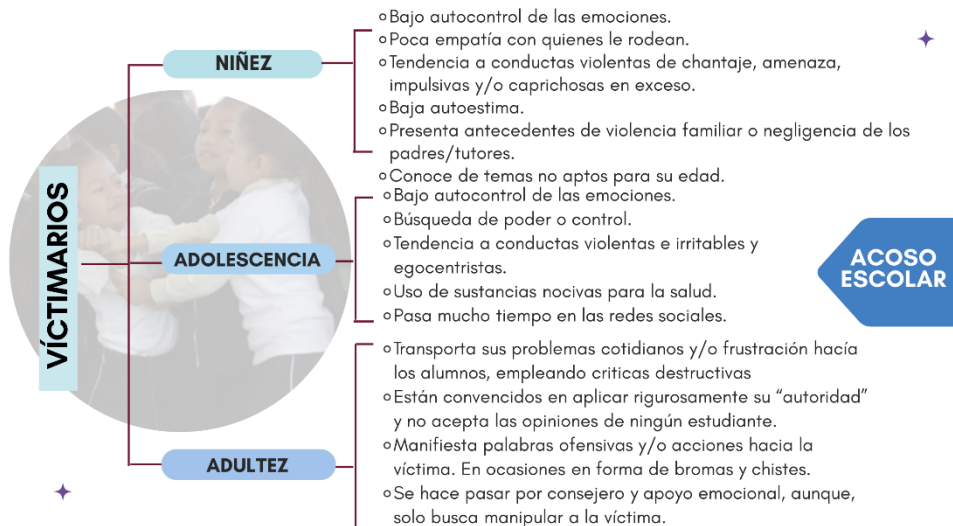 VÍCTIMARIOS
NIÑEZ
◦Bajo autocontrol de las emociones.
◦Poca empatía con quienes le rodean.
◦Tendencia a conductas violentas de chantaje, amenaza,
impulsivas y/o caprichosas en exceso.
◦Baja autoestima.
◦Presenta antecedentes de violencia familiar o negligencia de los
padres/tutores.
◦Conoce de temas no aptos para su edad.
ADOLESCENCIA
◦Bajo autocontrol de las emociones.
◦Búsqueda de poder o control.
◦Tendencia a conductas violentas e irritables y
egocentristas.
◦Uso de sustancias nocivas para la salud.
◦Pasa mucho tiempo en las redes sociales.
ADULTEZ
◦Transporta sus problemas cotidianos y/o frustración hacía
los alumnos, empleando criticas destructivas
◦Están convencidos en aplicar rigurosamente su “autoridad”
y no acepta las opiniones de ningún estudiante.
◦Manifiesta palabras ofensivas y/o acciones hacia la
víctima. En ocasiones en forma de bromas y chistes.
◦Se hace pasar por consejero y apoyo emocional, aunque,
solo busca manipular a la víctima.
ACOSO
ESCOLAR